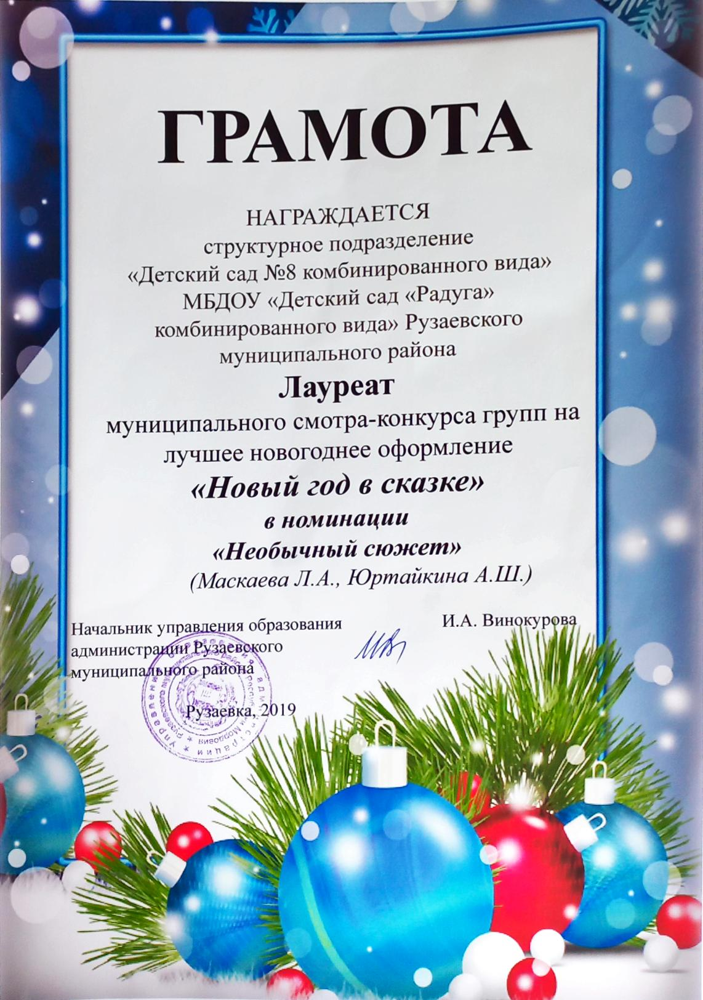 ГРАМОТА
НАГРАЖДАЕТСЯ
структурное подразделение
«Детский сад №8 комбинированного вида»
МБДОУ «Детский сад «Радуга»
комбинированного вида» Рузаевского
муниципального района
Лауреат
муниципального смотра-конкурса групп на
лучшее новогоднее оформление
«Новый год в сказке»
в номинации
«Необычный сюжет»
(Маскаева Л.А., Юртайкина А.Ш.)
Начальник управления образования
администрации Рузаевского
муниципального района
И.А. Винокурова
Рузаевка, 2019